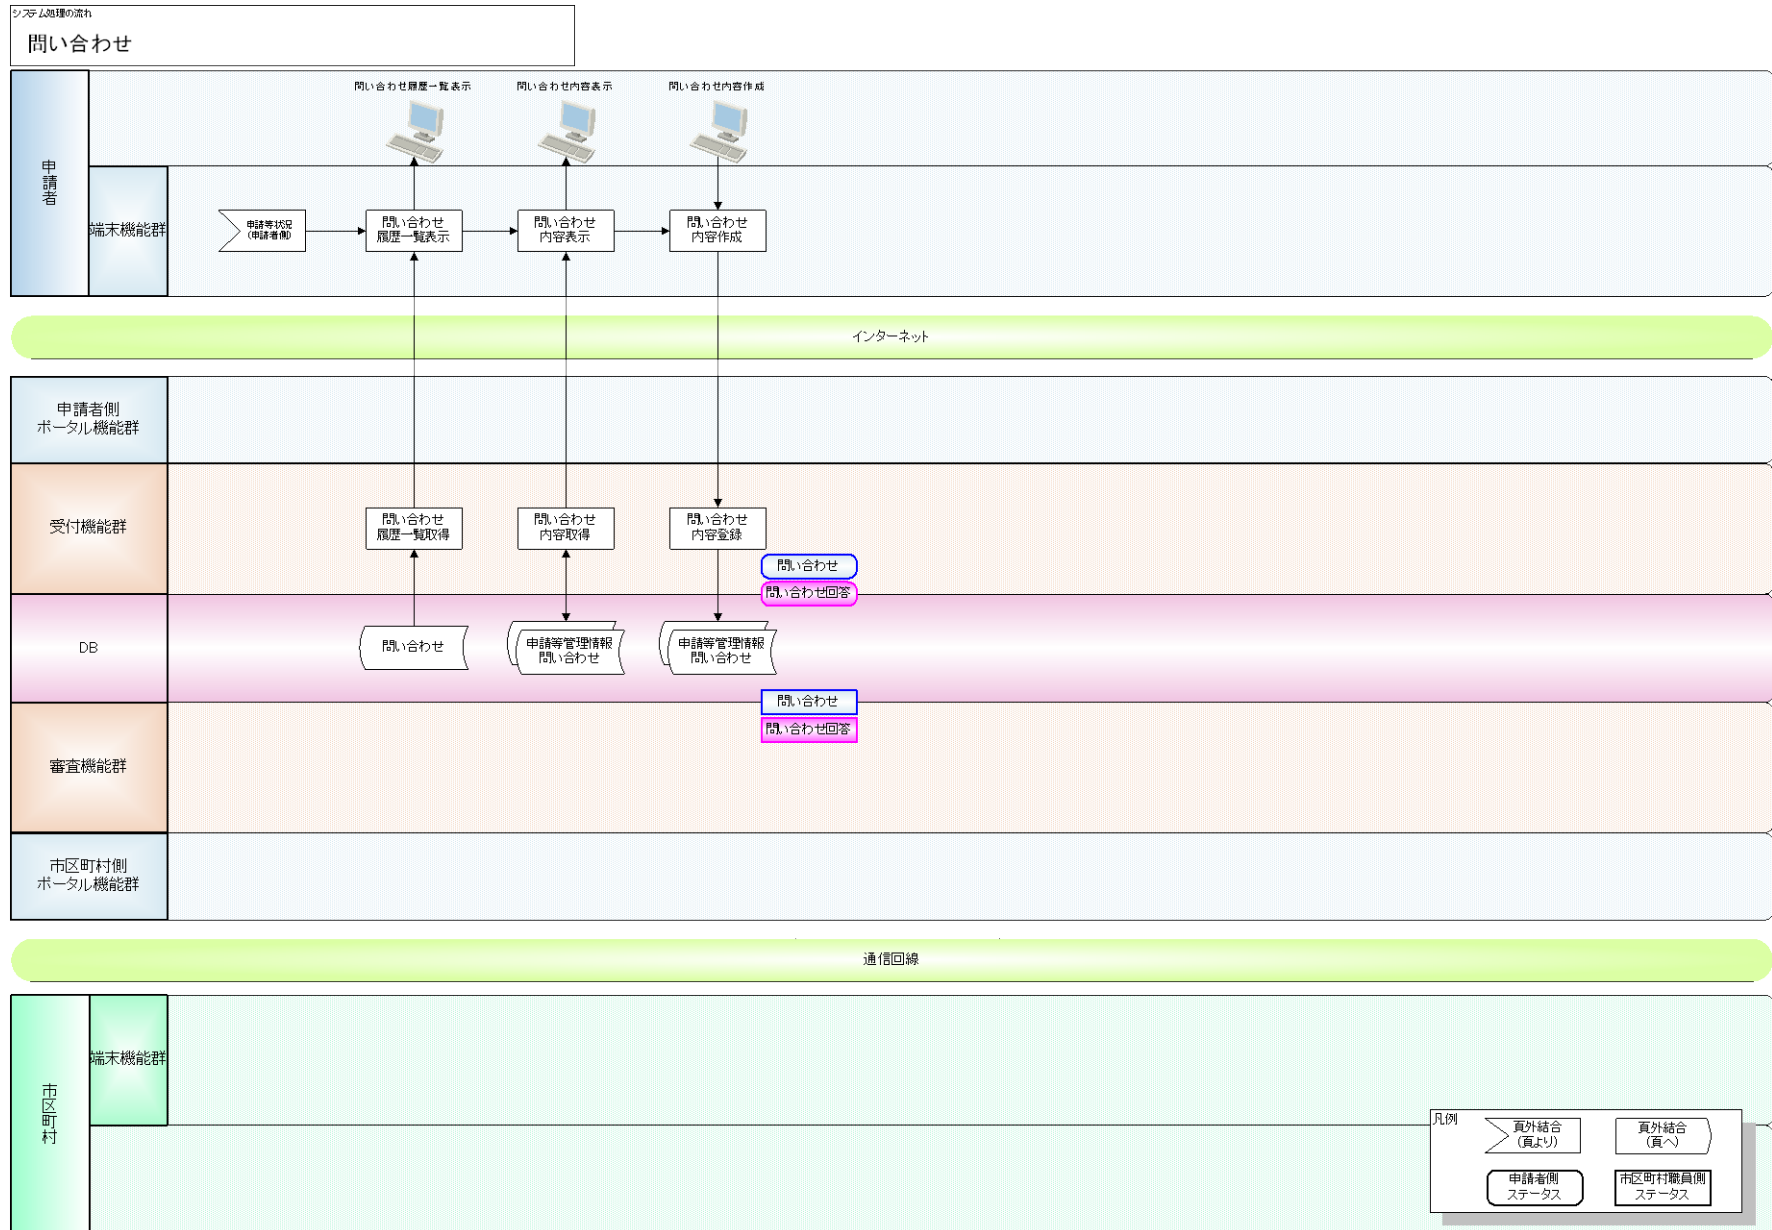 システム処理の流れ
問い合わせ
問い合わせ履歴一覧表示
問い合わせ内容表示
問い合わせ内容作成
申請者
端末機能群
申請等状況
(申請者側)
問い合わせ
履歴一覧表示
問い合わせ
内容表示
問い合わせ
内容作成
インターネット
申請者側
ポータル機能群
受付機能群
問い合わせ
履歴一覧取得
問い合わせ
内容取得
問い合わせ
内容登録
問い合わせ
問い合わせ回答
DB
問い合わせ
申請等管理情報
問い合わせ
申請等管理情報
問い合わせ
問い合わせ
問い合わせ回答
審査機能群
市区町村側
ポータル機能群
通信回線
市区町村
端末機能群
凡例
頁外結合
(頁より)
頁外結合
(頁へ)
申請者側
ステータス
市区町村職員側
ステータス